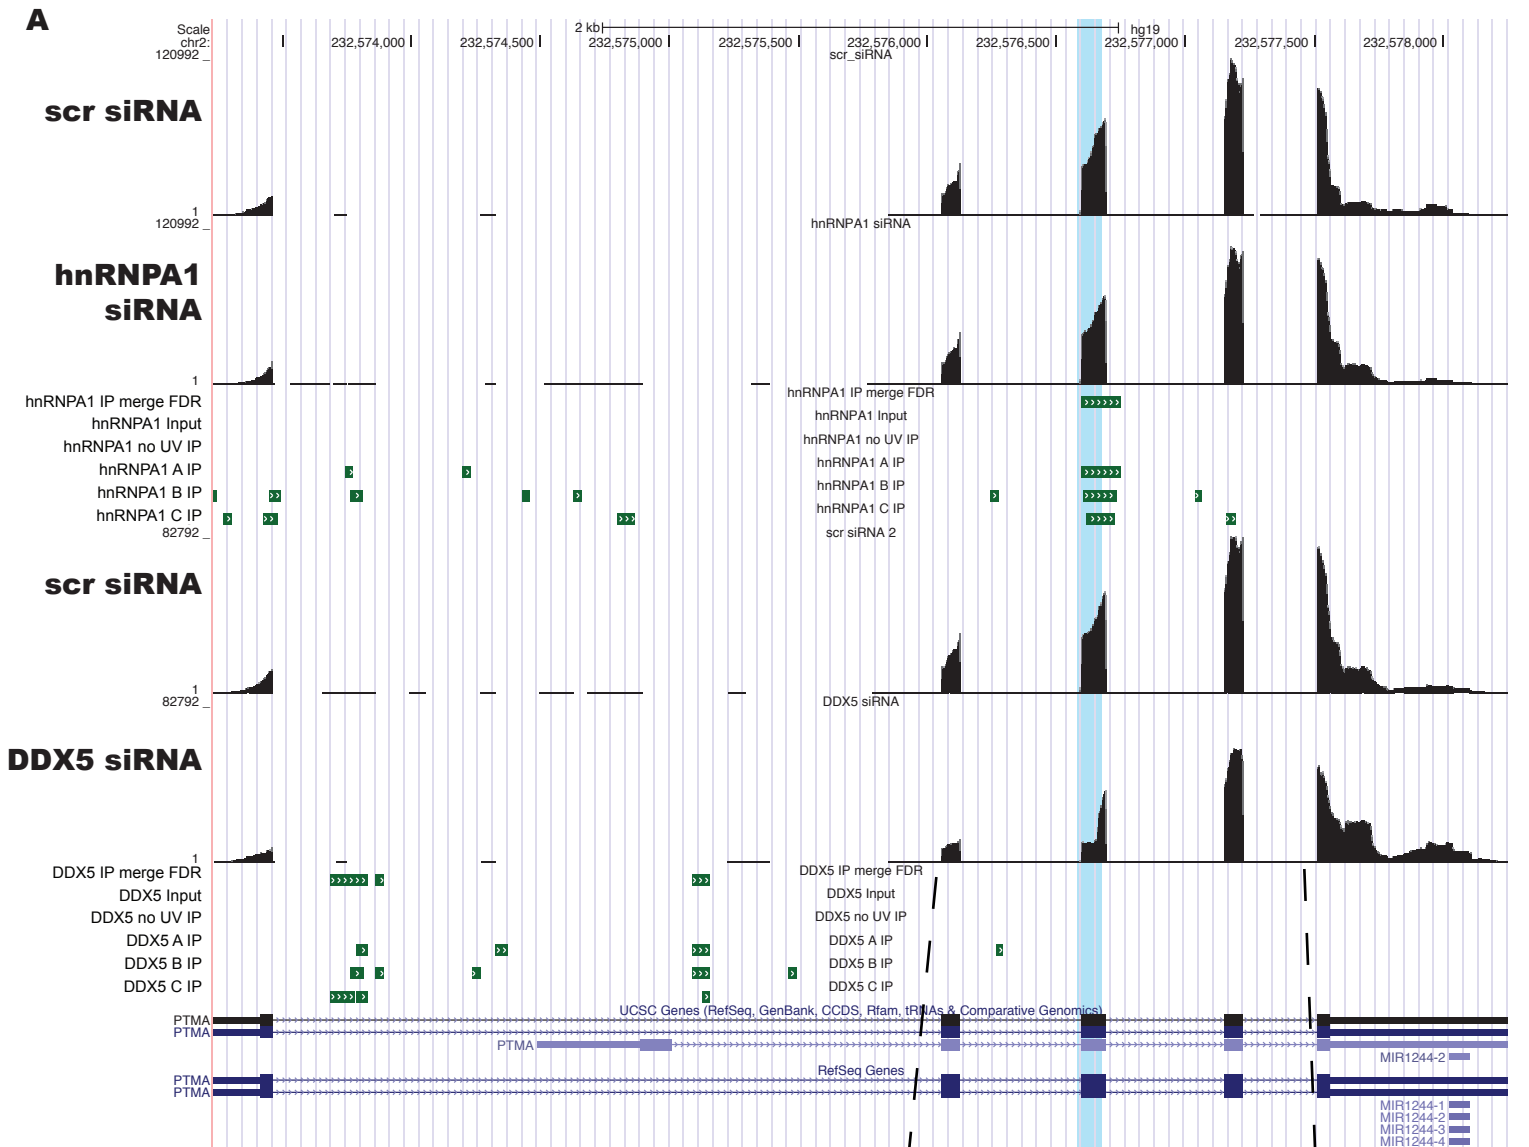 A
Scale 2 kb hg19
chr2: 232,574,000 232,574,500 232,575,000 232,575,500 232,576,000 232,576,500 232,577,000 232,577,500 232,578,000
120992 _ scr_siRNA
scr siRNA
1
120992 _ hnRNPA1 siRNA
hnRNPA1
siRNA
1
hnRNPA1 IP merge FDR hnRNPA1 IP merge FDR
hnRNPA1 Input hnRNPA1 Input
hnRNPA1 no UV IP hnRNPA1 no UV IP
hnRNPA1 A IP hnRNPA1 A IP
hnRNPA1 B IP hnRNPA1 B IP
hnRNPA1 C IP hnRNPA1 C IP
82792 _ scr siRNA 2
scr siRNA
1
82792 _ DDX5 siRNA
DDX5 siRNA
1
DDX5 IP merge FDR DDX5 IP merge FDR
DDX5 Input DDX5 Input
DDX5 no UV IP DDX5 no UV IP
DDX5 A IP DDX5 A IP
DDX5 B IP DDX5 B IP
DDX5 C IP DDX5 C IP
UCSC Genes (RefSeq, GenBank, CCDS, Rfam, tRNAs & Comparative Genomics)
PTMA
PTMA
PTMA
MIR1244-2
RefSeq Genes
PTMA
PTMA
MIR1244-1
MIR1244-2
MIR1244-3
MIR1244-4